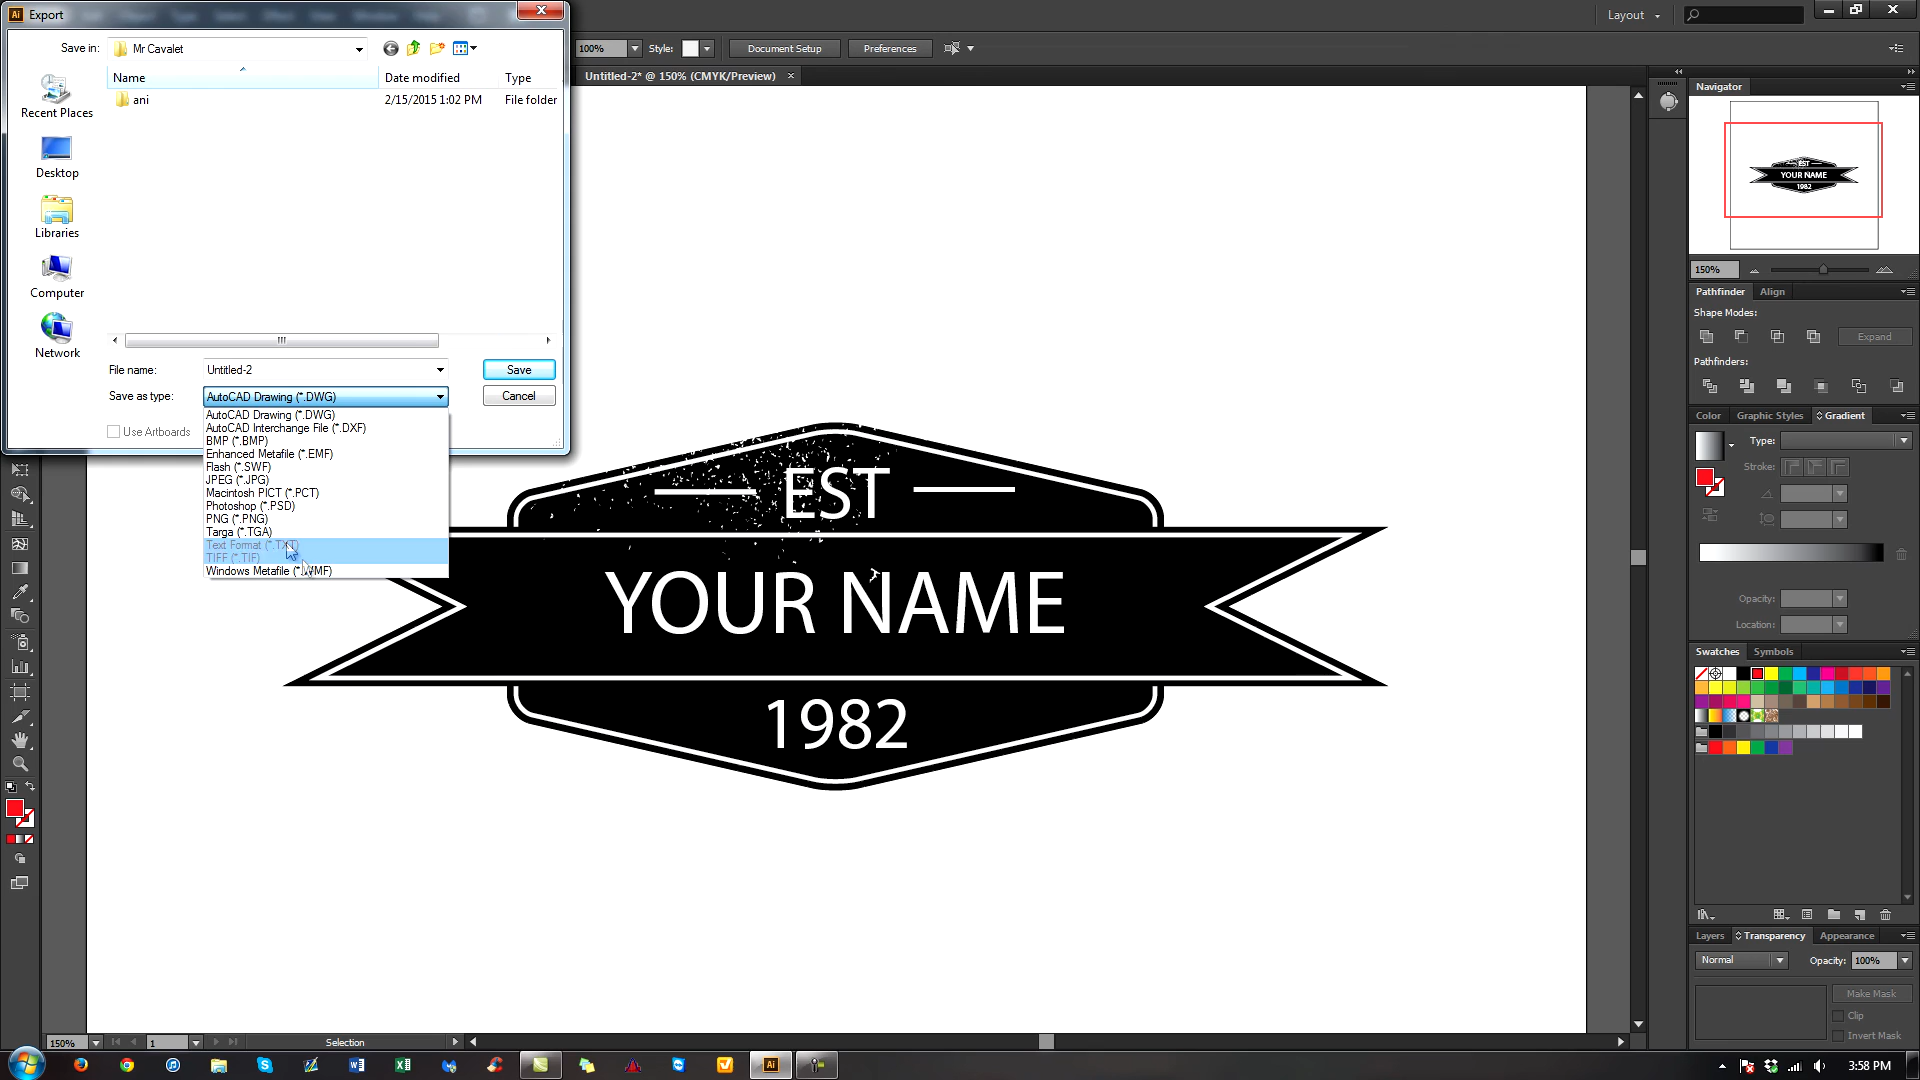 Export
Save in:
Mr Cavalet
Name
Date modified
Type
ani
2/15/2015 1:02 PM
File folder
Recent Places
Desktop
Libraries
Computer
Network
File name:
Untitled-2
Save
Save as type:
AutoCAD Drawing (*.DWG)
Cancel
Use Artboards
AutoCAD Drawing (*.DWG)
AutoCAD Interchange File (*.DXF)
BMP (*.BMP)
Enhanced Metafile (*.EMF)
Flash (*.SWF)
JPEG (*.JPG)
Macintosh PICT (*.PCT)
Photoshop (*.PSD)
PNG (*.PNG)
Targa (*.TGA)
Text Format (*.TXT)
TIFF (*.TIF)
Windows Metafile (*.WMF)
100%
Style:
Document Setup
Preferences
Layout
Untitled-2* @ 150% (CMYK/Preview)
EST
YOUR NAME
1982
Navigator
EST
YOUR NAME
1982
150%
Pathfinder
Align
Shape Modes:
Expand
Pathfinders:
Color
Graphic Styles
Gradient
Type:
Stroke:
Opacity:
Location:
Swatches
Symbols
Layers
Transparency
Appearance
Normal
Opacity:
100%
Make Mask
Clip
Invert Mask
150%
1
Selection
Ai
3:58 PM